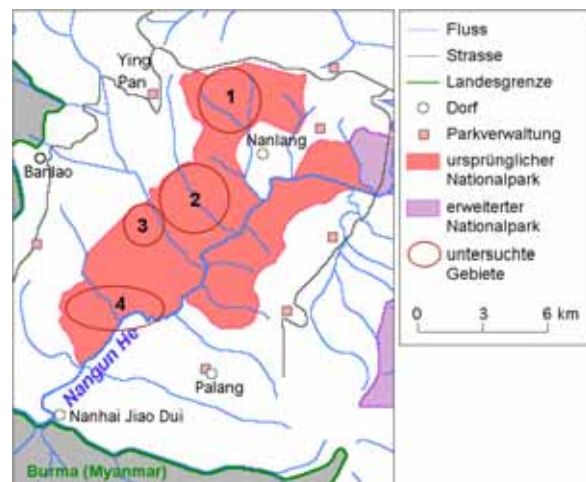 Ying
Pan
1
Nanlang
Banlao
2
3
4
Nangun He
Palang
Nanhai Jiao Dui
Burma (Myanmar)
Fluss
Strasse
Landesgrenze
Dorf
Parkverwaltung
ursprünglicher
Nationalpark
erweiterter
Nationalpark
untersuchte
Gebiete
0 3 6 km